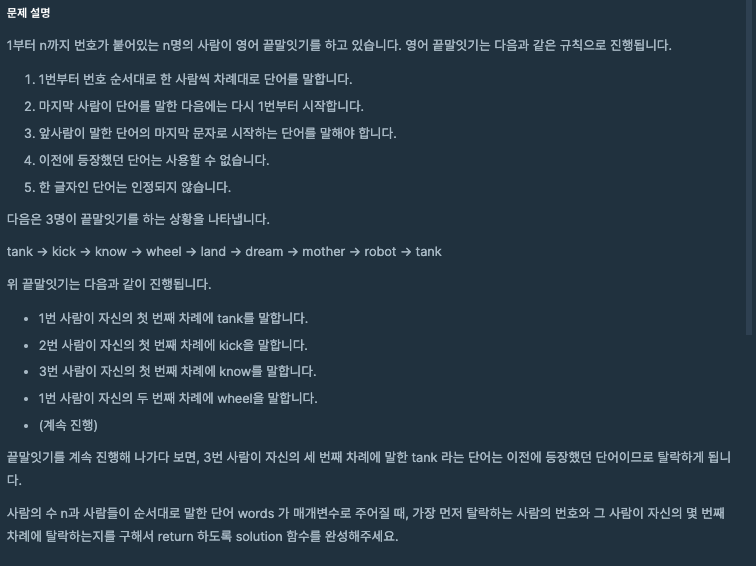 문제 설명
1부터 n까지 번호가 붙어있는 n명의 사람이 영어 끝말잇기를 하고 있습니다. 영어 끝말잇기는 다음과 같은 규칙으로 진행됩니다.
1. 1번부터 번호 순서대로 한 사람씩 차례대로 단어를 말합니다.
2. 마지막 사람이 단어를 말한 다음에는 다시 1번부터 시작합니다.
3. 앞사람이 말한 단어의 마지막 문자로 시작하는 단어를 말해야 합니다.
4. 이전에 등장했던 단어는 사용할 수 없습니다.
5. 한 글자인 단어는 인정되지 않습니다.
다음은 3명이 끝말잇기를 하는 상황을 나타냅니다.
tank → kick → know → wheel → land → dream → mother → robot → tank
위 끝말잇기는 다음과 같이 진행됩니다.
• 1번 사람이 자신의 첫 번째 차례에 tank를 말합니다.
• 2번 사람이 자신의 첫 번째 차례에 kick을 말합니다.
• 3번 사람이 자신의 첫 번째 차례에 know를 말합니다.
• 1번 사람이 자신의 두 번째 차례에 wheel을 말합니다.
• (계속 진행)
끝말잇기를 계속 진행해 나가다 보면, 3번 사람이 자신의 세 번째 차례에 말한 tank 라는 단어는 이전에 등장했던 단어이므로 탈락하게 됩니
다.
사람의 수 n과 사람들이 순서대로 말한 단어 words 가 매개변수로 주어질 때, 가장 먼저 탈락하는 사람의 번호와 그 사람이 자신의 몇 번째
차례에 탈락하는지를 구해서 return 하도록 solution 함수를 완성해주세요.